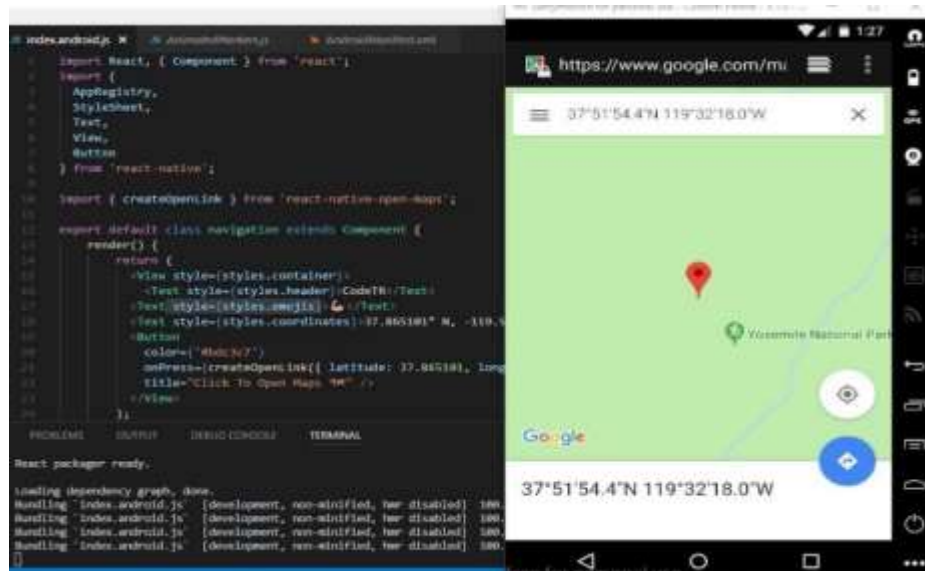 index.android.js
import React, { Component } from 'react';
import {
AppRegistry,
StyleSheet,
Text,
View,
Button
} from 'react-native';
import { createOpenLink } from 'react-native-open-maps';
export default class navigation extends Component {
render() {
return (
<View style={styles.container}>
<Text style={styles.header}>CodeTR</Text>
<Text style={styles.emojis}>💪🏻</Text>
<Text style={styles.coordinates}>37.865101° N, -119.5
<Button
color={'#bdc3c7'}
onPress={createOpenLink({ latitude: 37.865101, long
title="Click To Open Maps 🗺" />
</View>
);
PROBLEMS OUTPUT DEBUG CONSOLE TERMINAL
React packager ready.
Loading dependency graph, done.
Bundling `index.android.js` [development, non-minified, hmr disabled] 100.
Bundling `index.android.js` [development, non-minified, hmr disabled] 100.
Bundling `index.android.js` [development, non-minified, hmr disabled] 100.
Bundling `index.android.js` [development, non-minified, hmr disabled] 100.
1:27
https://www.google.com/ma
37°51'54.4"N 119°32'18.0"W
Yosemite National Park
Google
37°51'54.4"N 119°32'18.0"W